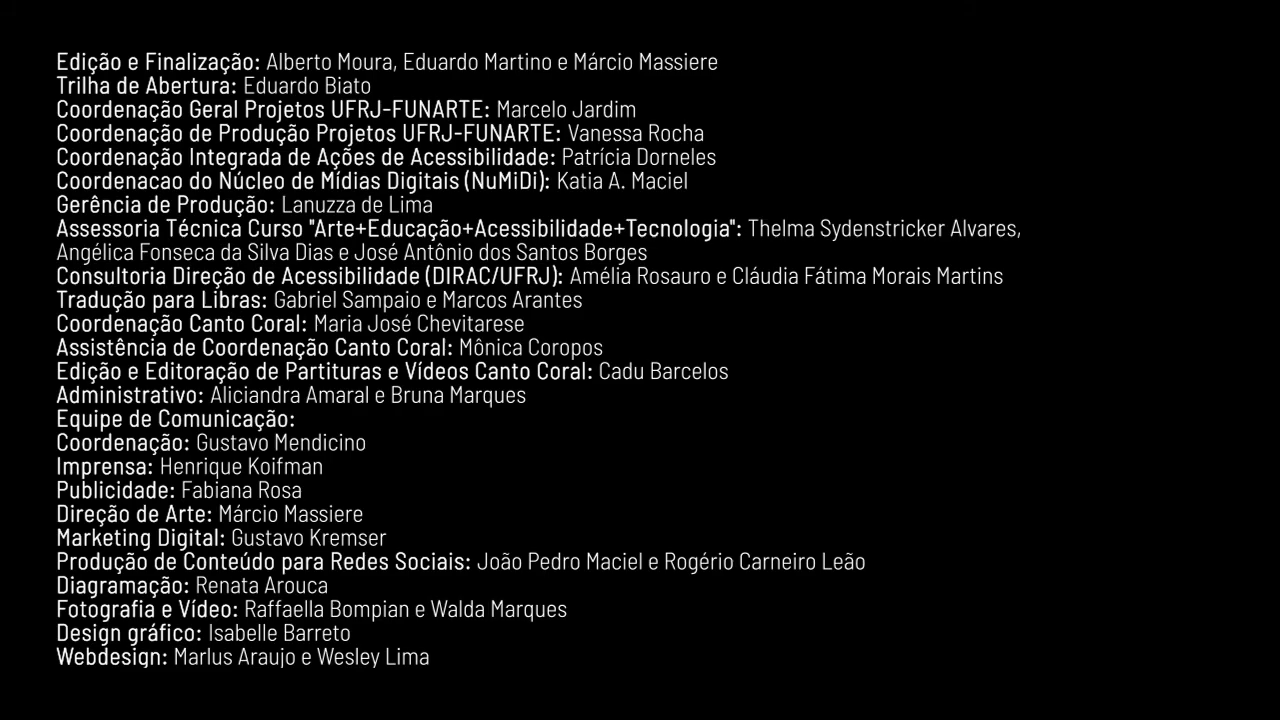 Edição e Finalização: Alberto Moura, Eduardo Martino e Márcio Massiere
Trilha de Abertura: Eduardo Biato
Coordenação Geral Projetos UFRJ-FUNARTE: Marcelo Jardim
Coordenação de Produção Projetos UFRJ-FUNARTE: Vanessa Rocha
Coordenação Integrada de Ações de Acessibilidade: Patrícia Dorneles
Coordenacao do Núcleo de Mídias Digitais (NuMiDi): Katia A. Maciel
Gerência de Produção: Lanuzza de Lima
Assessoria Técnica Curso "Arte+Educação+Acessibilidade+Tecnologia": Thelma Sydenstricker Alvares,
Angélica Fonseca da Silva Dias e José Antônio dos Santos Borges
Consultoria Direção de Acessibilidade (DIRAC/UFRJ): Amélia Rosauro e Cláudia Fátima Morais Martins
Tradução para Libras: Gabriel Sampaio e Marcos Arantes
Coordenação Canto Coral: Maria José Chevitarese
Assistência de Coordenação Canto Coral: Mônica Coropos
Edição e Editoração de Partituras e Vídeos Canto Coral: Cadu Barcelos
Administrativo: Aliciandra Amaral e Bruna Marques
Equipe de Comunicação:
Coordenação: Gustavo Mendicino
Imprensa: Henrique Koifman
Publicidade: Fabiana Rosa
Direção de Arte: Márcio Massiere
Marketing Digital: Gustavo Kremser
Produção de Conteúdo para Redes Sociais: João Pedro Maciel e Rogério Carneiro Leão
Diagramação: Renata Arouca
Fotografia e Vídeo: Raffaella Bompian e Walda Marques
Design gráfico: Isabelle Barreto
Webdesign: Marlus Araujo e Wesley Lima